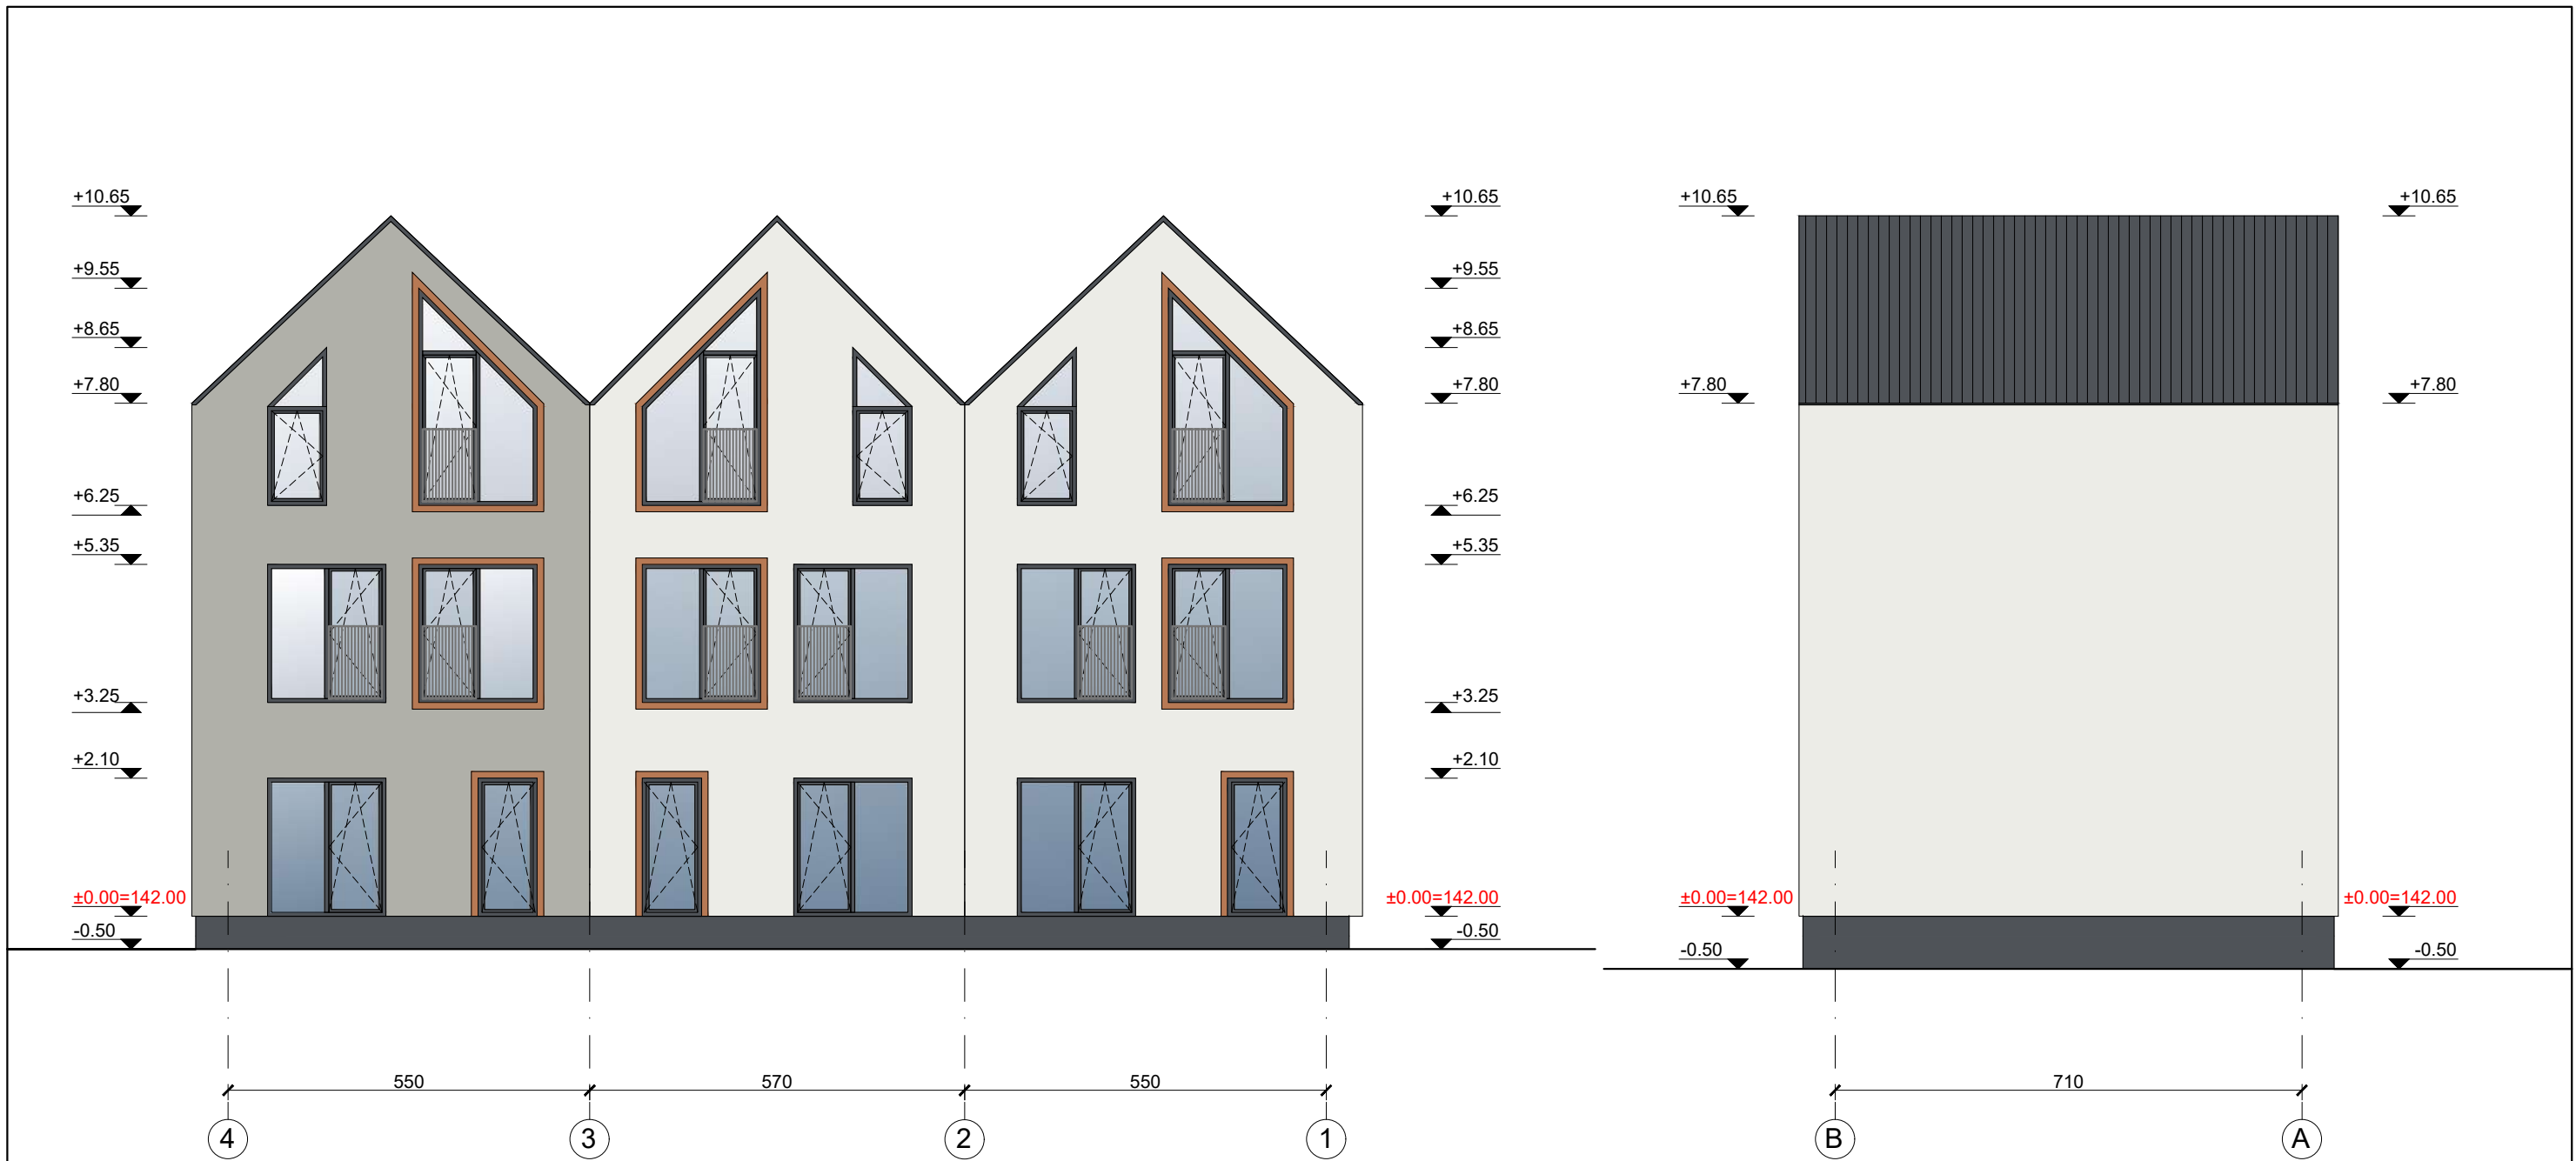 +10.65 +10.65 +10.65 +10.65
+9.55 +9.55
+8.65 +8.65
+7.80 +7.80 +7.80 +7.80
+6.25 +6.25
+5.35 +5.35
+3.25 +3.25
+2.10 +2.10
±0.00=142.00 ±0.00=142.00 ±0.00=142.00 ±0.00=142.00
-0.50 -0.50
-0.50 -0.50
550 570 550 710
4 3 2 1 B A